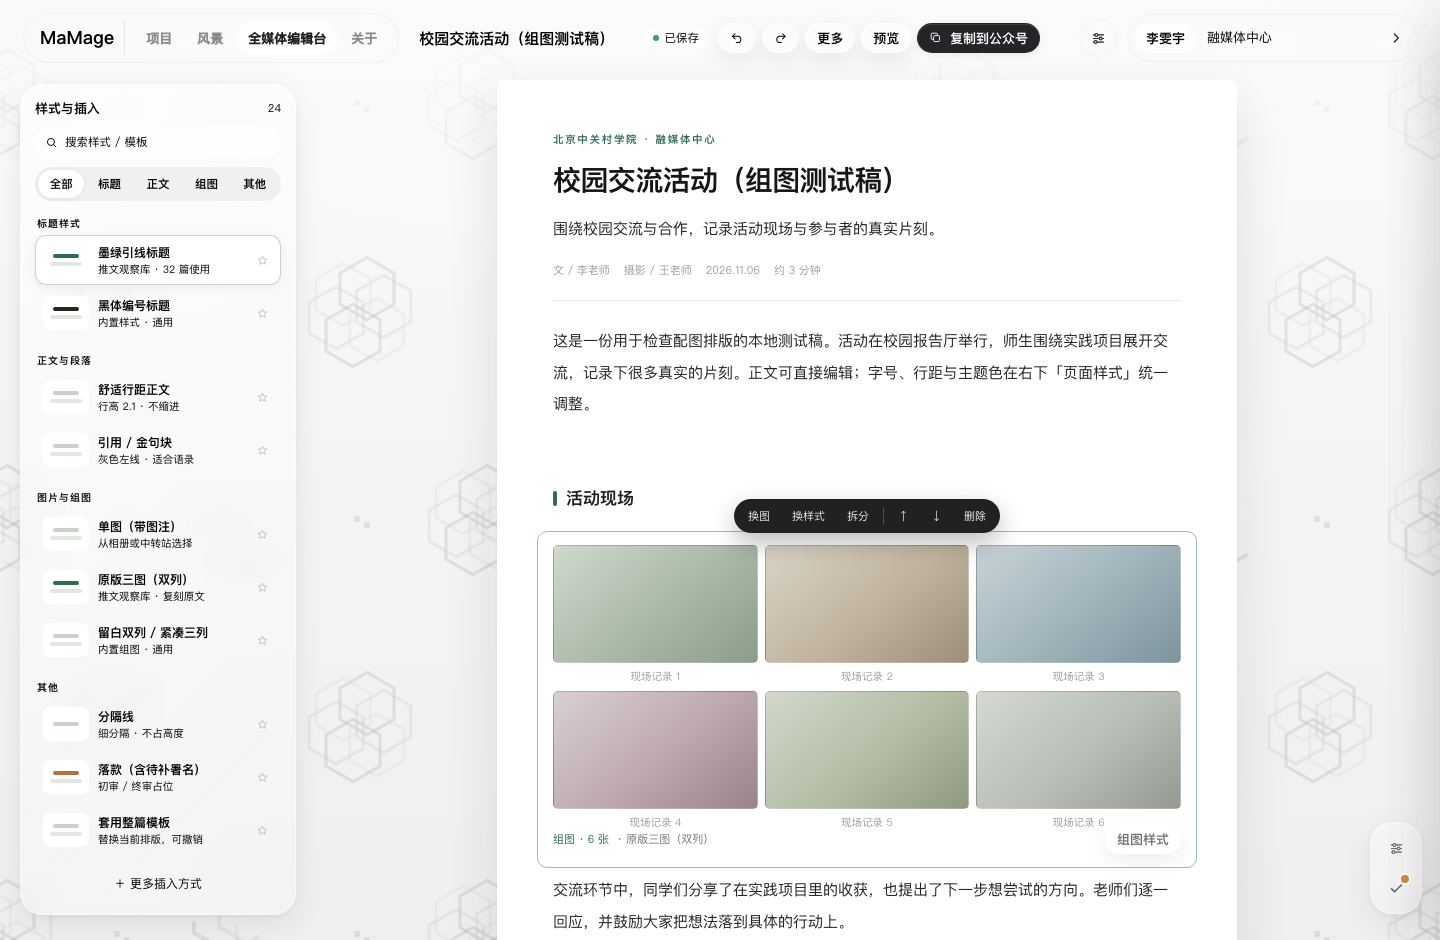 MaMage
项目
风景
全媒体编辑台
关于
校园交流活动（组图测试稿）
已保存
更多
预览
复制到公众号
李雯宇
融媒体中心
样式与插入
24
搜索样式 / 模板
全部
标题
正文
组图
其他
标题样式
墨绿引线标题
推文观察库 · 32 篇使用
黑体编号标题
内置样式 · 通用
正文与段落
舒适行距正文
行高 2.1 · 不缩进
引用 / 金句块
灰色左线 · 适合语录
图片与组图
单图（带图注）
从相册或中转站选择
原版三图（双列）
推文观察库 · 复刻原文
留白双列 / 紧凑三列
内置组图 · 通用
其他
分隔线
细分隔 · 不占高度
落款（含待补署名）
初审 / 终审占位
套用整篇模板
替换当前排版，可撤销
+ 更多插入方式
北京中关村学院 · 融媒体中心
校园交流活动（组图测试稿）
围绕校园交流与合作，记录活动现场与参与者的真实片刻。
文 / 李老师 摄影 / 王老师 2026.11.06 约 3 分钟
这是一份用于检查配图排版的本地测试稿。活动在校园报告厅举行，师生围绕实践项目展开交
流，记录下很多真实的片刻。正文可直接编辑；字号、行距与主题色在右下「页面样式」统一
调整。
活动现场
换图
换样式
拆分
↑
↓
删除
现场记录 1
现场记录 2
现场记录 3
现场记录 4
现场记录 5
现场记录 6
组图 · 6 张 · 原版三图（双列）
组图样式
交流环节中，同学们分享了在实践项目里的收获，也提出了下一步想尝试的方向。老师们逐一
回应，并鼓励大家把想法落到具体的行动上。